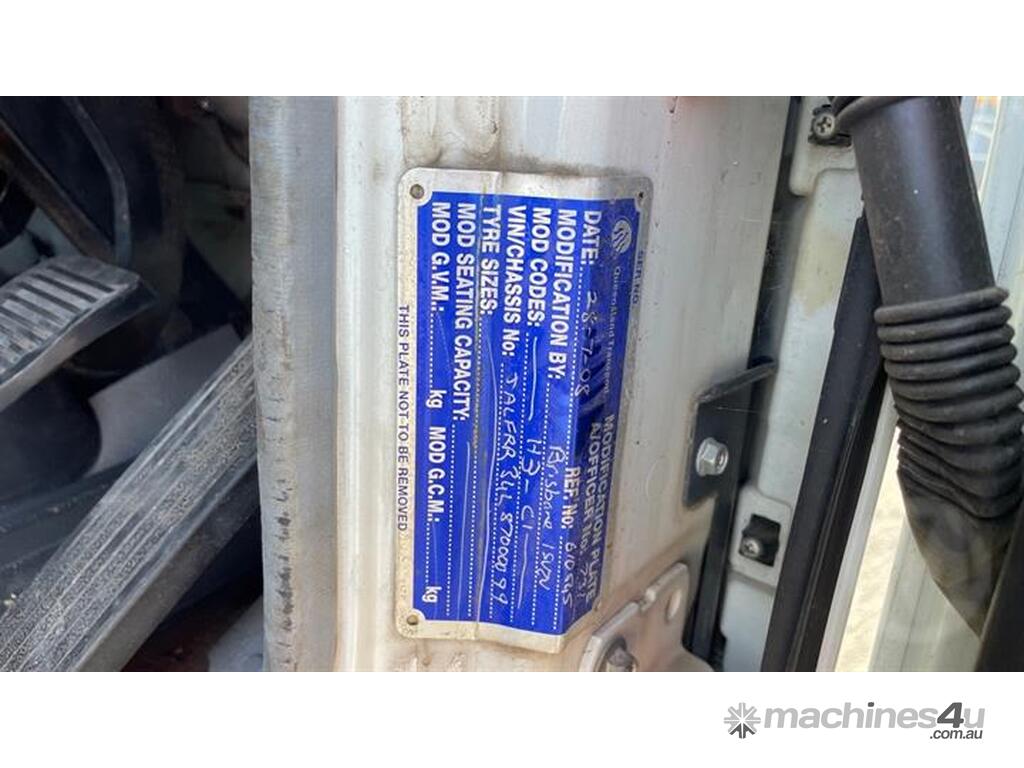 SER. No.
Queensland Transport
MODIFICATION PLATE
A/OFFICER No.
DATE: 28-7-08 REF. No:
MODIFICATION BY: Brisbane ISUZU
MOD CODES: H3-C1
VIN/CHASSIS No: JALFRR34L87000099
TYRE SIZES:
MOD SEATING CAPACITY:
MOD G.V.M.: kg MOD G.C.M.: kg
THIS PLATE NOT TO BE REMOVED
machines4u
.com.au